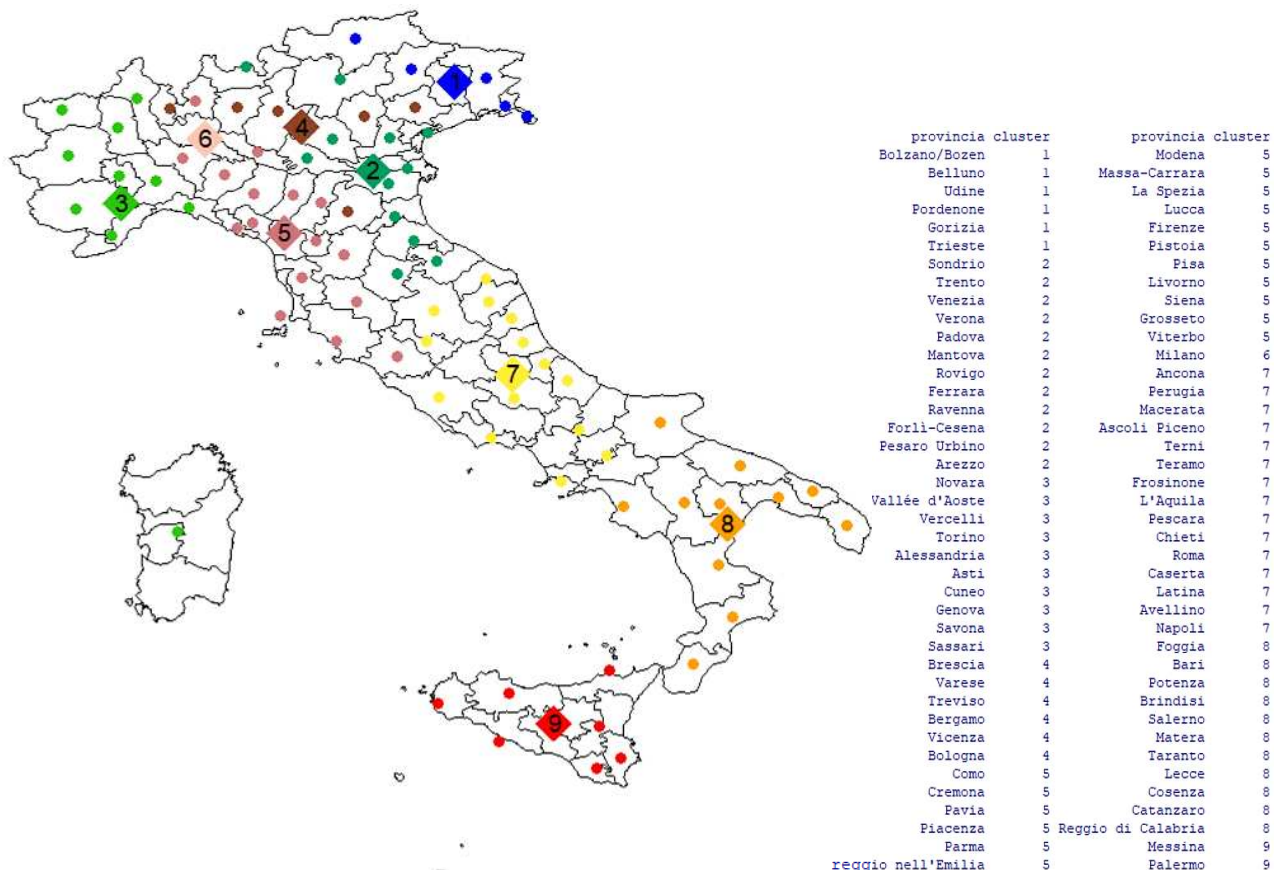 1
6
4
2
3
5
7
8
9
provincia cluster provincia cluster
Bolzano/Bozen 1 Modena 5
Belluno 1 Massa-Carrara 5
Udine 1 La Spezia 5
Pordenone 1 Lucca 5
Gorizia 1 Firenze 5
Trieste 1 Pistoia 5
Sondrio 2 Pisa 5
Trento 2 Livorno 5
Venezia 2 Siena 5
Verona 2 Grosseto 5
Padova 2 Viterbo 5
Mantova 2 Milano 6
Rovigo 2 Ancona 7
Ferrara 2 Perugia 7
Ravenna 2 Macerata 7
Forlì-Cesena 2 Ascoli Piceno 7
Pesaro Urbino 2 Terni 7
Arezzo 2 Teramo 7
Novara 3 Frosinone 7
Vallée d'Aoste 3 L'Aquila 7
Vercelli 3 Pescara 7
Torino 3 Chieti 7
Alessandria 3 Roma 7
Asti 3 Caserta 7
Cuneo 3 Latina 7
Genova 3 Avellino 7
Savona 3 Napoli 7
Sassari 3 Foggia 8
Brescia 4 Bari 8
Varese 4 Potenza 8
Treviso 4 Brindisi 8
Bergamo 4 Salerno 8
Vicenza 4 Matera 8
Bologna 4 Taranto 8
Como 5 Lecce 8
Cremona 5 Cosenza 8
Pavia 5 Catanzaro 8
Piacenza 5 Reggio di Calabria 8
Parma 5 Messina 9
reggio nell'Emilia 5 Palermo 9